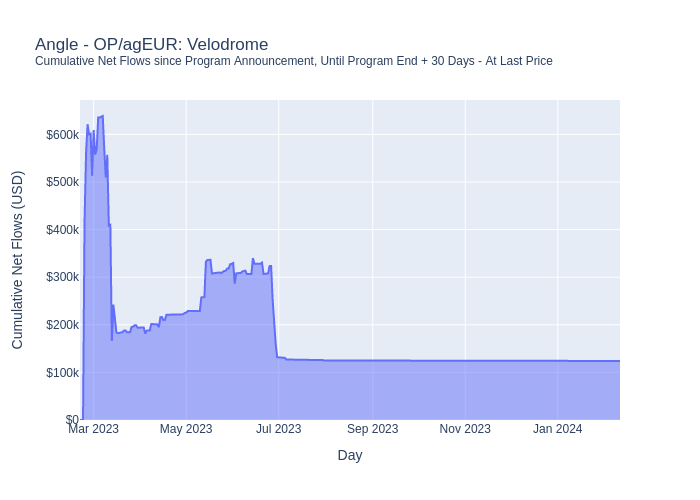 Angle - OP/agEUR: Velodrome
Cumulative Net Flows since Program Announcement, Until Program End + 30 Days - At Last Price
Cumulative Net Flows (USD)
$600k
$500k
$400k
$300k
$200k
$100k
$0
Mar 2023
May 2023
Jul 2023
Sep 2023
Nov 2023
Jan 2024
Day